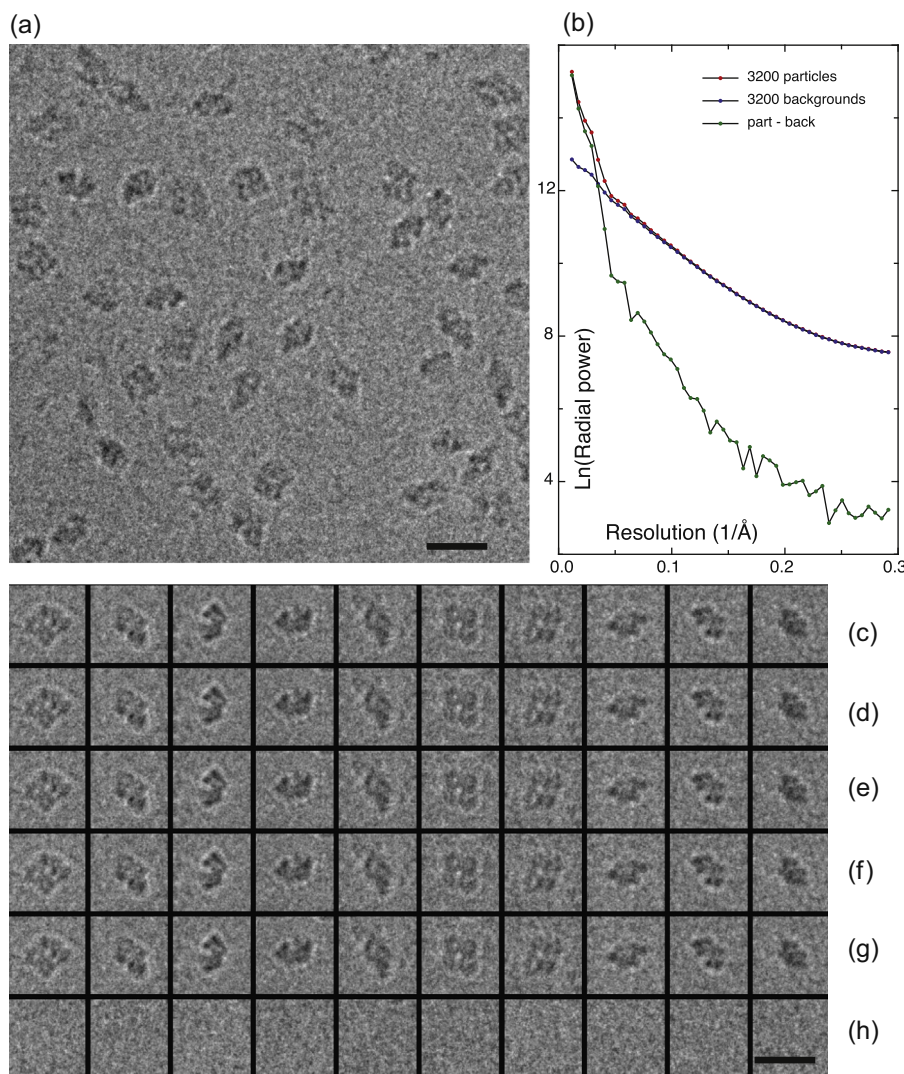 (a)
(b)
3200 particles
3200 backgrounds
part - back
12
8
4
Ln(Radial power)
Resolution (1/Å)
0.0
0.1
0.2
0.3
(c)
(d)
(e)
(f)
(g)
(h)